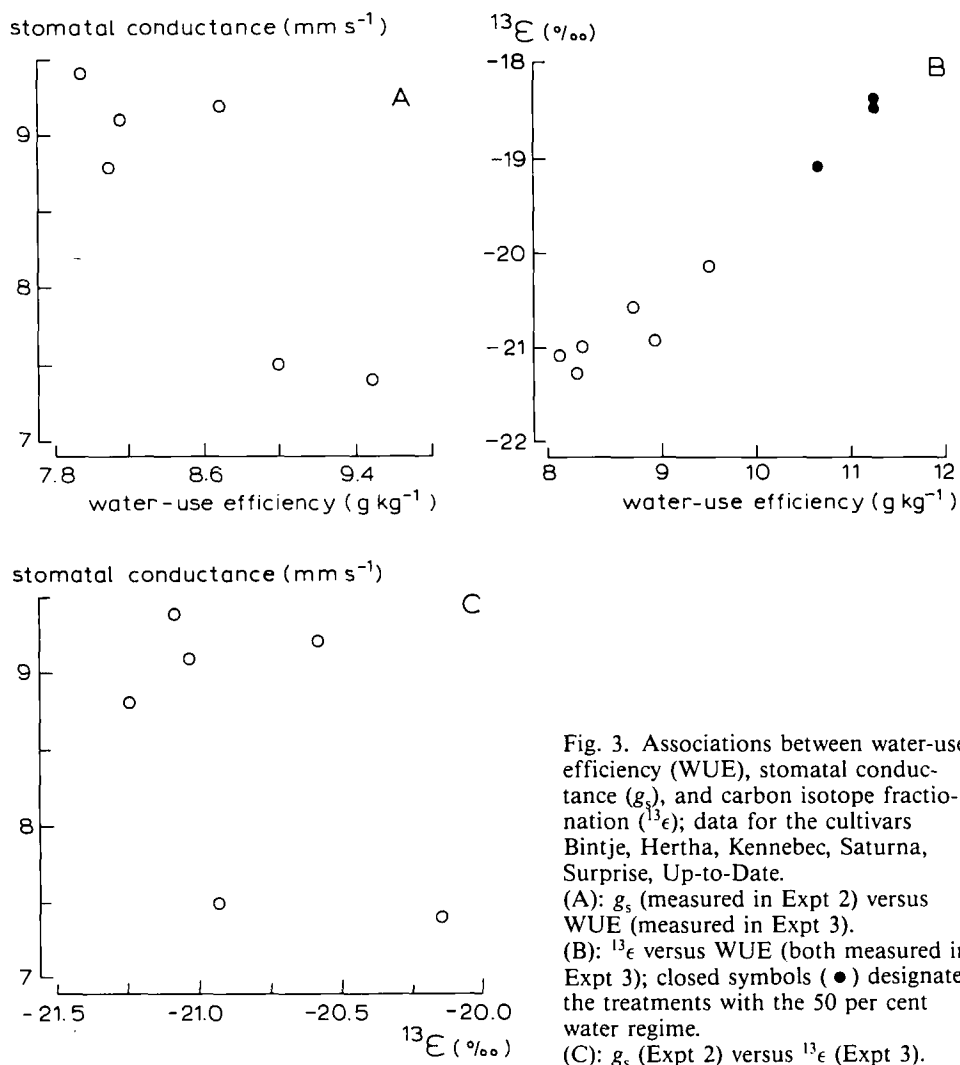 stomatal conductance (mm s⁻¹)
A
9
8
7
7.8 8.6 9.4
water-use efficiency (g kg⁻¹)
¹³ε (°/oo)
B
-18
-19
-20
-21
-22
8 9 10 11 12
water-use efficiency (g kg⁻¹)
stomatal conductance (mm s⁻¹)
C
9
8
7
-21.5 -21.0 -20.5 -20.0
¹³ε (°/oo)
Fig. 3. Associations between water-use
efficiency (WUE), stomatal conduc-
tance (gₛ), and carbon isotope fractio-
nation (¹³ε); data for the cultivars
Bintje, Hertha, Kennebec, Saturna,
Surprise, Up-to-Date.
(A): gₛ (measured in Expt 2) versus
WUE (measured in Expt 3).
(B): ¹³ε versus WUE (both measured in
Expt 3); closed symbols (●) designate
the treatments with the 50 per cent
water regime.
(C): gₛ (Expt 2) versus ¹³ε (Expt 3).